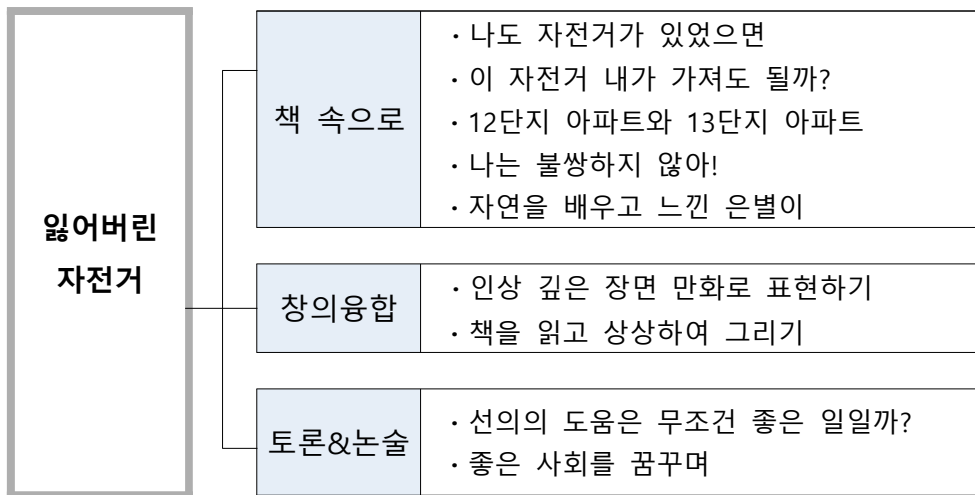 잃어버린
자전거
책 속으로
· 나도 자전거가 있었으면
· 이 자전거 내가 가져도 될까?
· 12단지 아파트와 13단지 아파트
· 나는 불쌍하지 않아!
· 자연을 배우고 느낀 은별이
창의융합
· 인상 깊은 장면 만화로 표현하기
· 책을 읽고 상상하여 그리기
토론&논술
· 선의의 도움은 무조건 좋은 일일까?
· 좋은 사회를 꿈꾸며